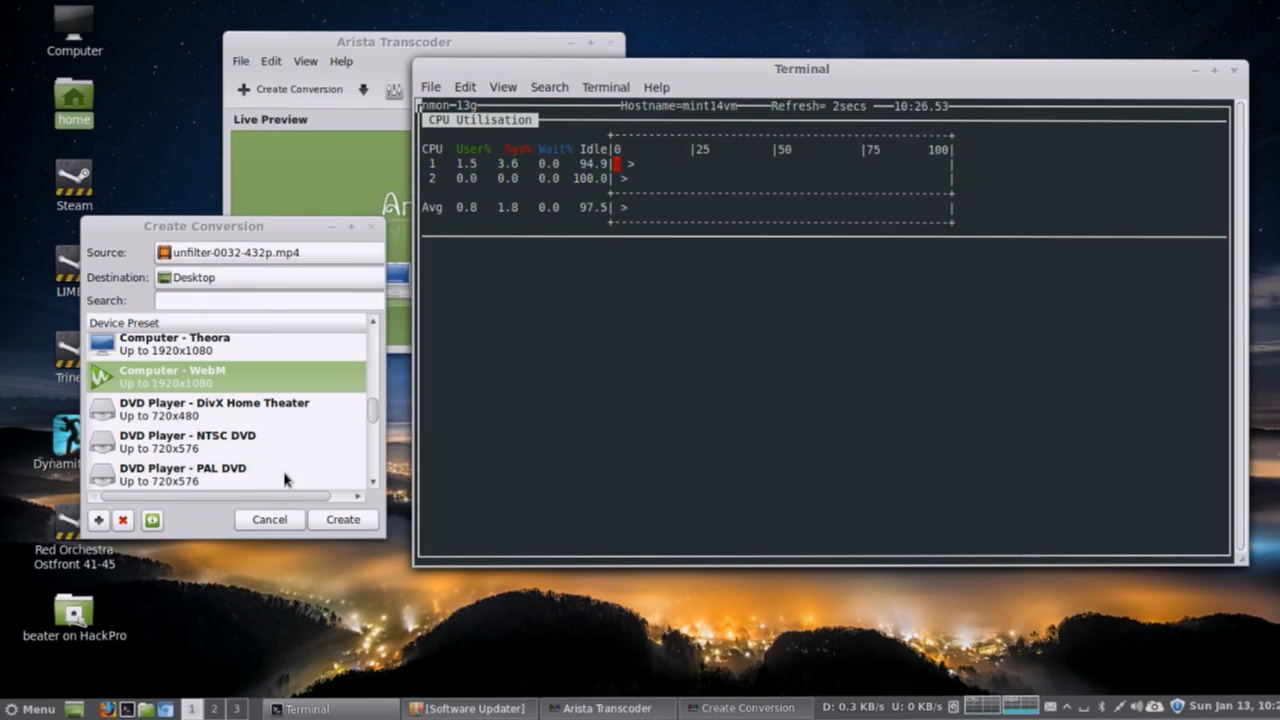 Computer
home
Steam
LIM
Trine
Dynamit
Red Orchestra
Ostfront 41-45
beater on HackPro
Arista Transcoder
File Edit View Help
Create Conversion
Live Preview
Ar
Create Conversion
Source: unfilter-0032-432p.mp4
Destination: Desktop
Search:
Device Preset
Computer - Theora
Up to 1920x1080
Computer - WebM
Up to 1920x1080
DVD Player - DivX Home Theater
Up to 720x480
DVD Player - NTSC DVD
Up to 720x576
DVD Player - PAL DVD
Up to 720x576
Cancel Create
Terminal
File Edit View Search Terminal Help
nmon-13g Hostname=mint14vm Refresh= 2secs 10:26.53
CPU Utilisation
CPU User% Sys% Wait% Idle|0 |25 |50 |75 100|
1 1.5 3.6 0.0 94.9| >
2 0.0 0.0 0.0 100.0| >
Avg 0.8 1.8 0.0 97.5| >
Menu 1 2 3 Terminal [Software Updater] Arista Transcoder Create Conversion D: 0.3 KB/s U: 0 KB/s Sun Jan 13, 10:2